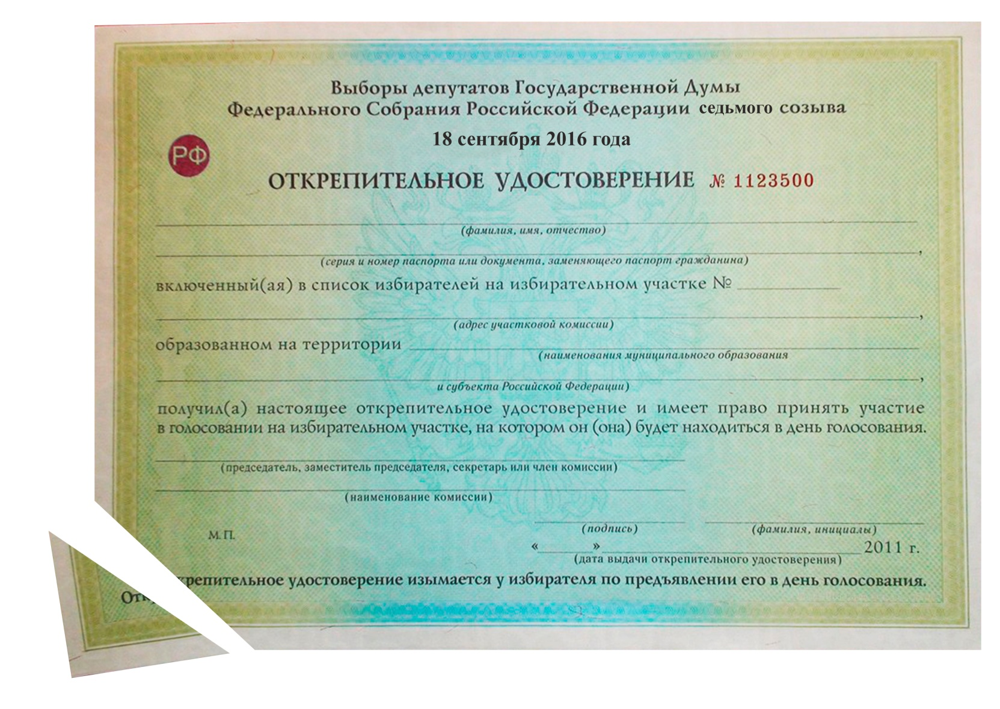 Выборы депутатов Государственной Думы
Федерального Собрания Российской Федерации седьмого созыва
18 сентября 2016 года
РФ
ОТКРЕПИТЕЛЬНОЕ УДОСТОВЕРЕНИЕ № 1123500
(фамилия, имя, отчество)
,
(серия и номер паспорта или документа, заменяющего паспорт гражданина)
включенный(ая) в список избирателей на избирательном участке №
,
(адрес участковой комиссии)
образованном на территории
(наименования муниципального образования
,
и субъекта Российской Федерации)
получил(а) настоящее открепительное удостоверение и имеет право принять участие
в голосовании на избирательном участке, на котором он (она) будет находиться в день голосования.
(председатель, заместитель председателя, секретарь или член комиссии)
(наименование комиссии)
(подпись) (фамилия, инициалы)
М.П.
« » 2011 г.
(дата выдачи открепительного удостоверения)
Открепительное удостоверение изымается у избирателя по предъявлении его в день голосования.